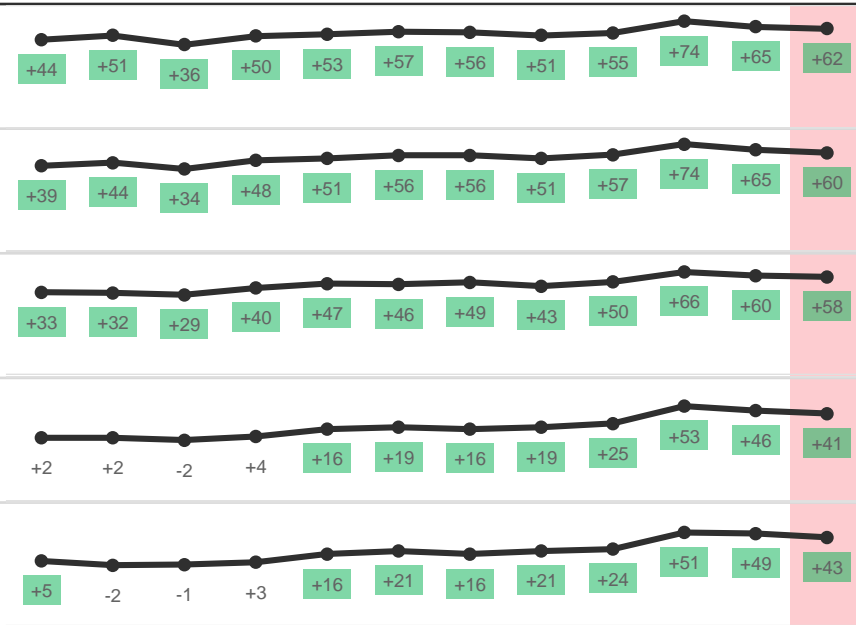 +44 +51 +36 +50 +53 +57 +56 +51 +55 +74 +65 +62
+39 +44 +34 +48 +51 +56 +56 +51 +57 +74 +65 +60
+33 +32 +29 +40 +47 +46 +49 +43 +50 +66 +60 +58
+2 +2 -2 +4 +16 +19 +16 +19 +25 +53 +46 +41
+5 -2 -1 +3 +16 +21 +16 +21 +24 +51 +49 +43